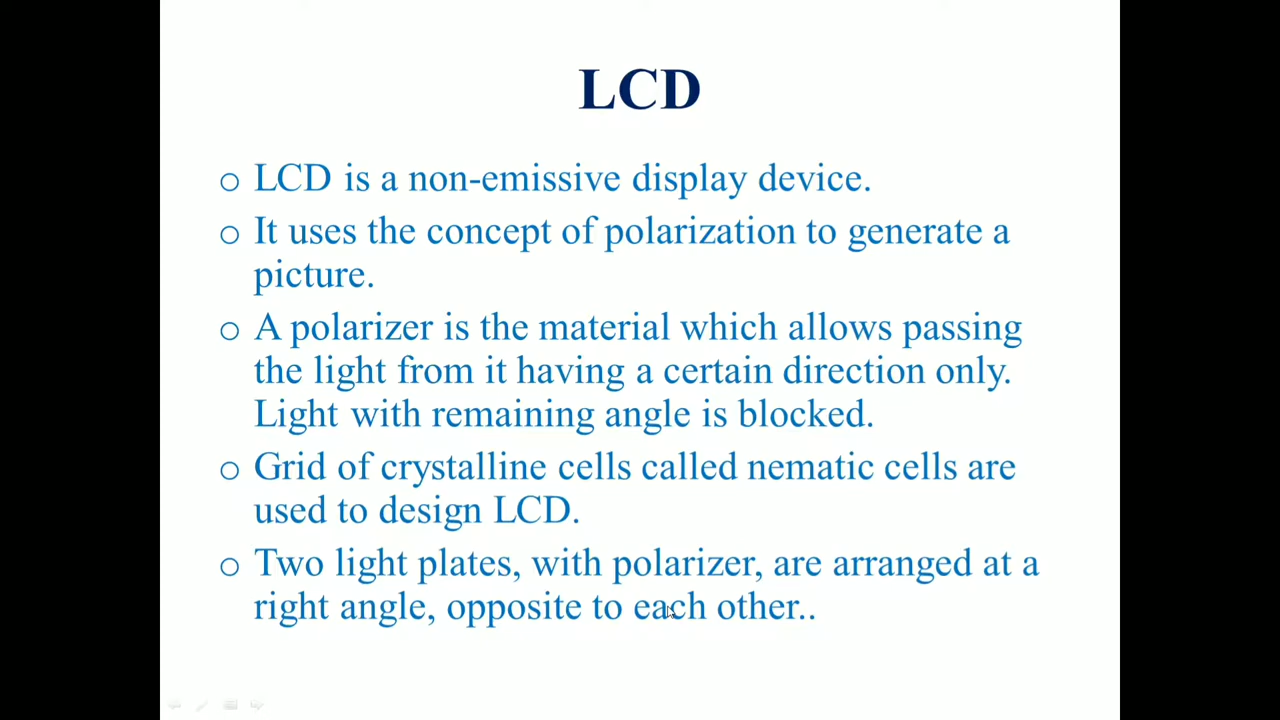 LCD
o LCD is a non-emissive display device.
o It uses the concept of polarization to generate a
picture.
o A polarizer is the material which allows passing
the light from it having a certain direction only.
Light with remaining angle is blocked.
o Grid of crystalline cells called nematic cells are
used to design LCD.
o Two light plates, with polarizer, are arranged at a
right angle, opposite to each other..